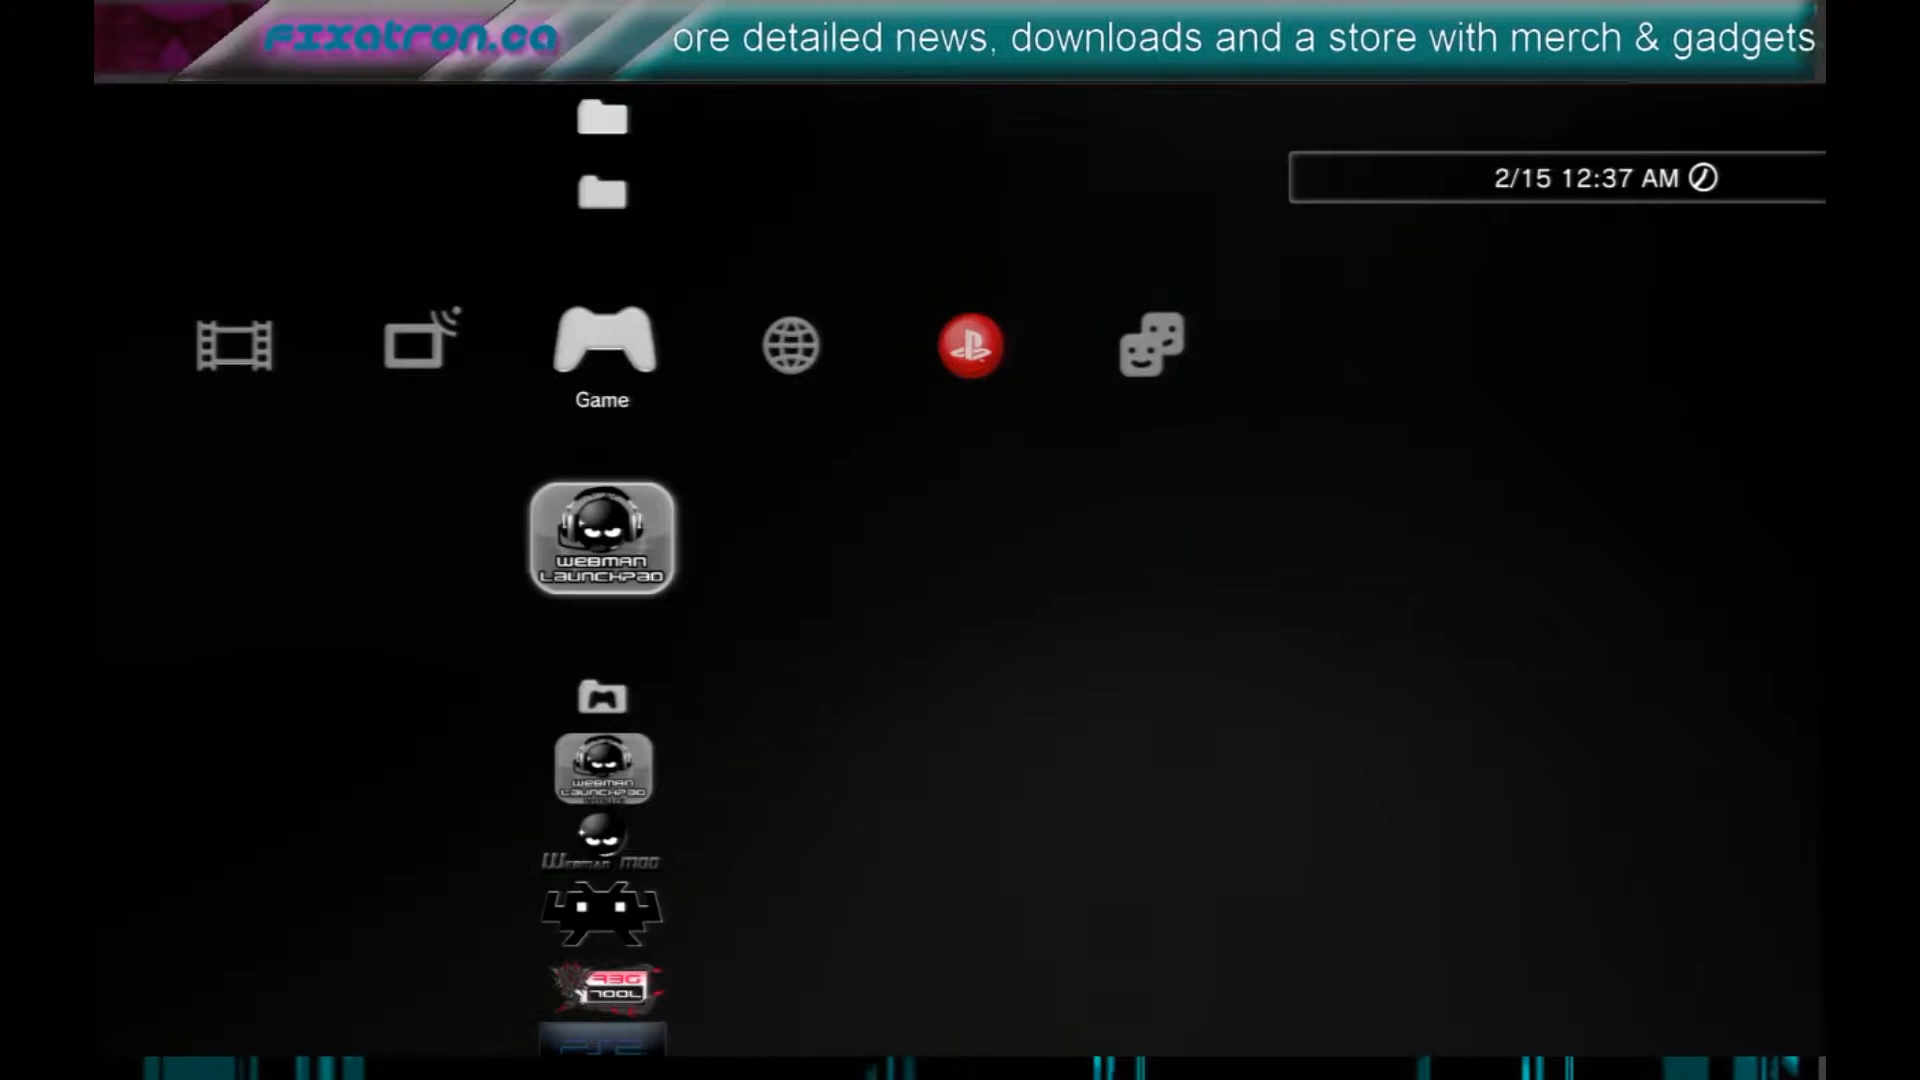 Fixatron.ca
ore detailed news, downloads and a store with merch & gadgets
2/15 12:37 AM
Game
WEBMAN
LAUNCHPAD
WEBMAN
LAUNCHPAD
Webman MOD
TOOL
PS2